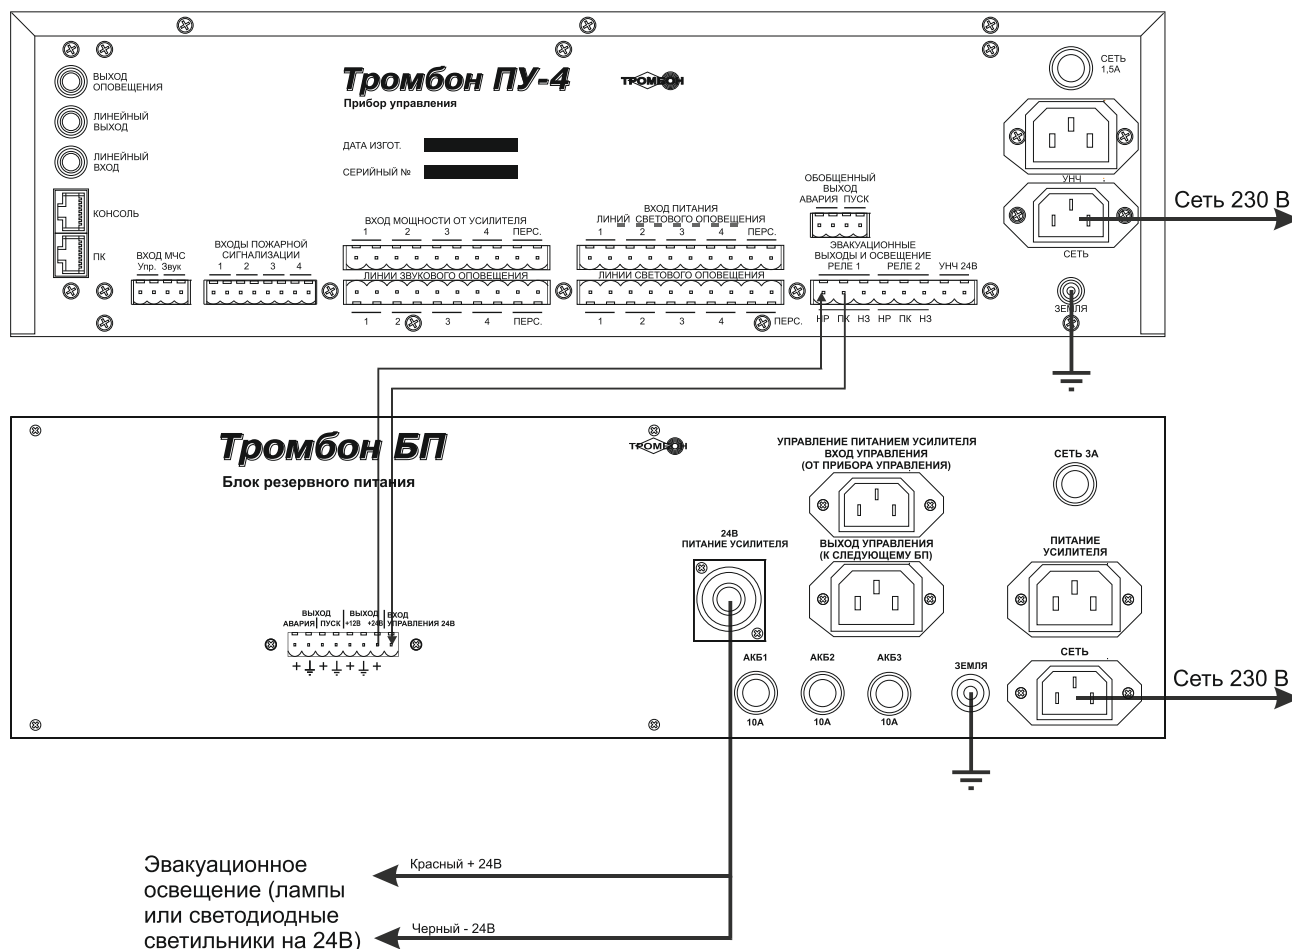 ВЫХОД
ОПОВЕЩЕНИЯ
ЛИНЕЙНЫЙ
ВЫХОД
ЛИНЕЙНЫЙ
ВХОД
КОНСОЛЬ
ПК
Тромбон ПУ-4
ТРОМБОН
Прибор управления
ДАТА ИЗГОТ.
СЕРИЙНЫЙ №
СЕТЬ
1,5А
УНЧ
СЕТЬ
ЗЕМЛЯ
Сеть 230 В
ВХОД МЧС
Упр. Звук
ВХОДЫ ПОЖАРНОЙ
СИГНАЛИЗАЦИИ
1 2 3 4
ВХОД МОЩНОСТИ ОТ УСИЛИТЕЛЯ
1 2 3 4 ПЕРС.
ЛИНИИ ЗВУКОВОГО ОПОВЕЩЕНИЯ
1 2 3 4 ПЕРС.
ВХОД ПИТАНИЯ
ЛИНИЙ СВЕТОВОГО ОПОВЕЩЕНИЯ
1 2 3 4 ПЕРС.
ЛИНИИ СВЕТОВОГО ОПОВЕЩЕНИЯ
1 2 3 4 ПЕРС.
ОБОБЩЕННЫЙ
ВЫХОД
АВАРИЯ ПУСК
ЭВАКУАЦИОННЫЕ
ВЫХОДЫ И ОСВЕЩЕНИЕ
РЕЛЕ 1 РЕЛЕ 2 УНЧ 24В
НР ПК НЗ НР ПК НЗ
Тромбон БП
ТРОМБОН
Блок резервного питания
УПРАВЛЕНИЕ ПИТАНИЕМ УСИЛИТЕЛЯ
ВХОД УПРАВЛЕНИЯ
(ОТ ПРИБОРА УПРАВЛЕНИЯ)
СЕТЬ 3А
24В
ПИТАНИЕ УСИЛИТЕЛЯ
ВЫХОД УПРАВЛЕНИЯ
(К СЛЕДУЮЩЕМУ БП)
ПИТАНИЕ
УСИЛИТЕЛЯ
ВЫХОД ВЫХОД ВХОД
АВАРИЯ ПУСК +12В +24В УПРАВЛЕНИЯ 24В
+ + + +
АКБ1 АКБ2 АКБ3
10А 10А 10А
ЗЕМЛЯ
СЕТЬ
Сеть 230 В
Эвакуационное
освещение (лампы
или светодиодные
светильники на 24В)
Красный + 24В
Черный - 24В